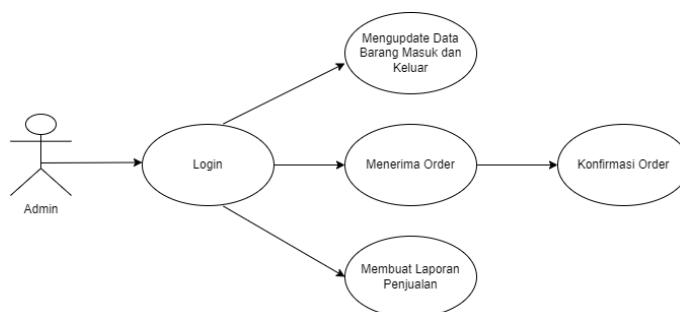 Mengupdate Data
Barang Masuk dan
Keluar
Login
Menerima Order
Konfirmasi Order
Admin
Membuat Laporan
Penjualan